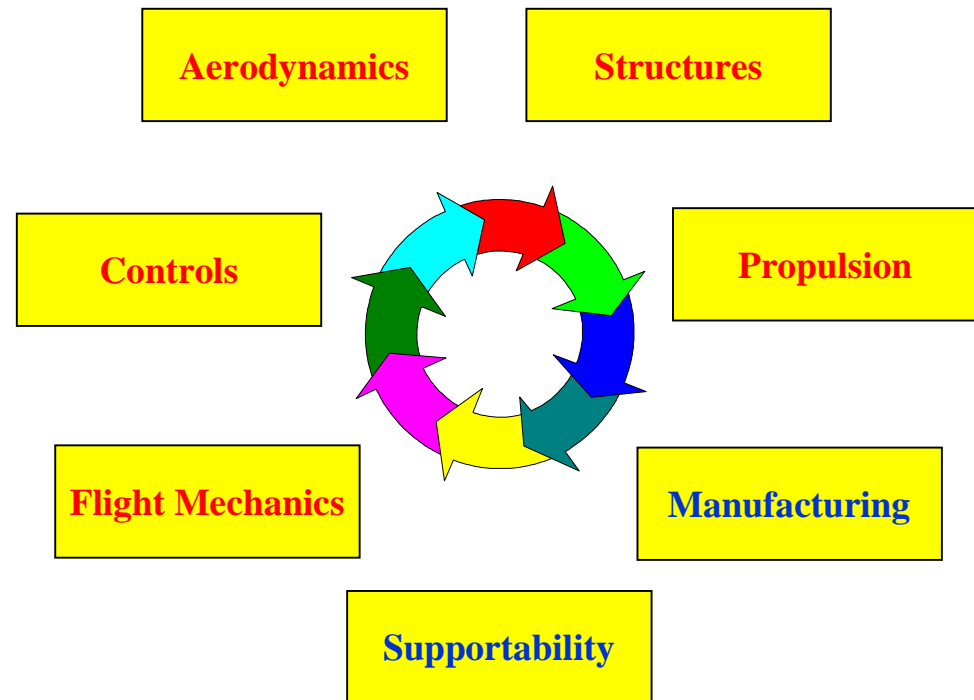 Aerodynamics
Structures
Controls
Propulsion
Flight Mechanics
Manufacturing
Supportability